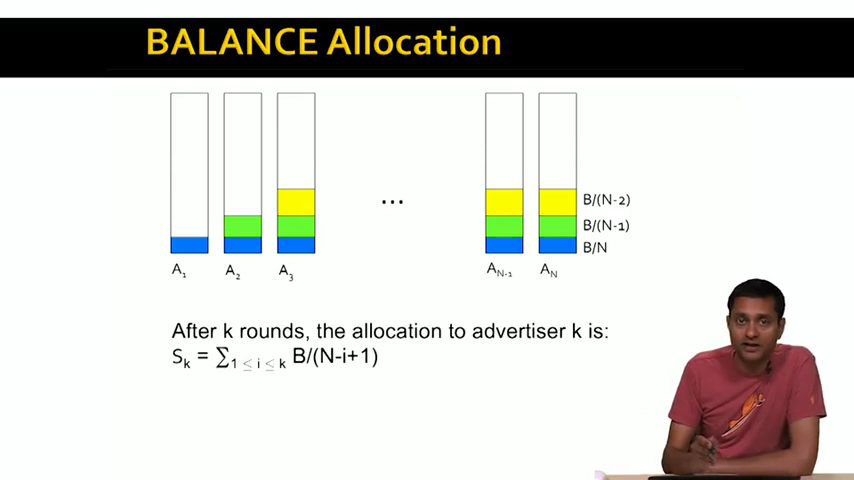 BALANCE Allocation
...
B/(N-2)
B/(N-1)
B/N
A1 A2 A3 AN-1 AN
After k rounds, the allocation to advertiser k is:
Sk = ∑1 ≤ i ≤ k B/(N-i+1)